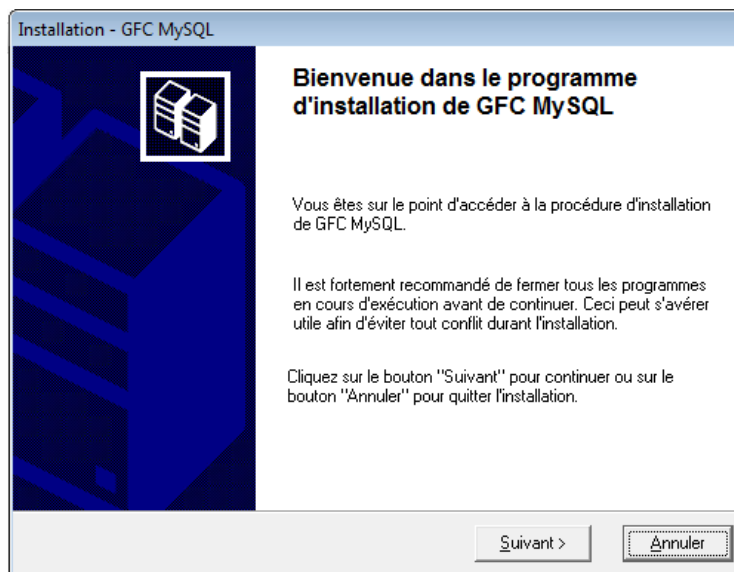 Installation - GFC MySQL
Bienvenue dans le programme
d'installation de GFC MySQL
Vous êtes sur le point d'accéder à la procédure d'installation
de GFC MySQL.
Il est fortement recommandé de fermer tous les programmes
en cours d'exécution avant de continuer. Ceci peut s'avérer
utile afin d'éviter tout conflit durant l'installation.
Cliquez sur le bouton "Suivant" pour continuer ou sur le
bouton "Annuler" pour quitter l'installation.
Suivant > Annuler